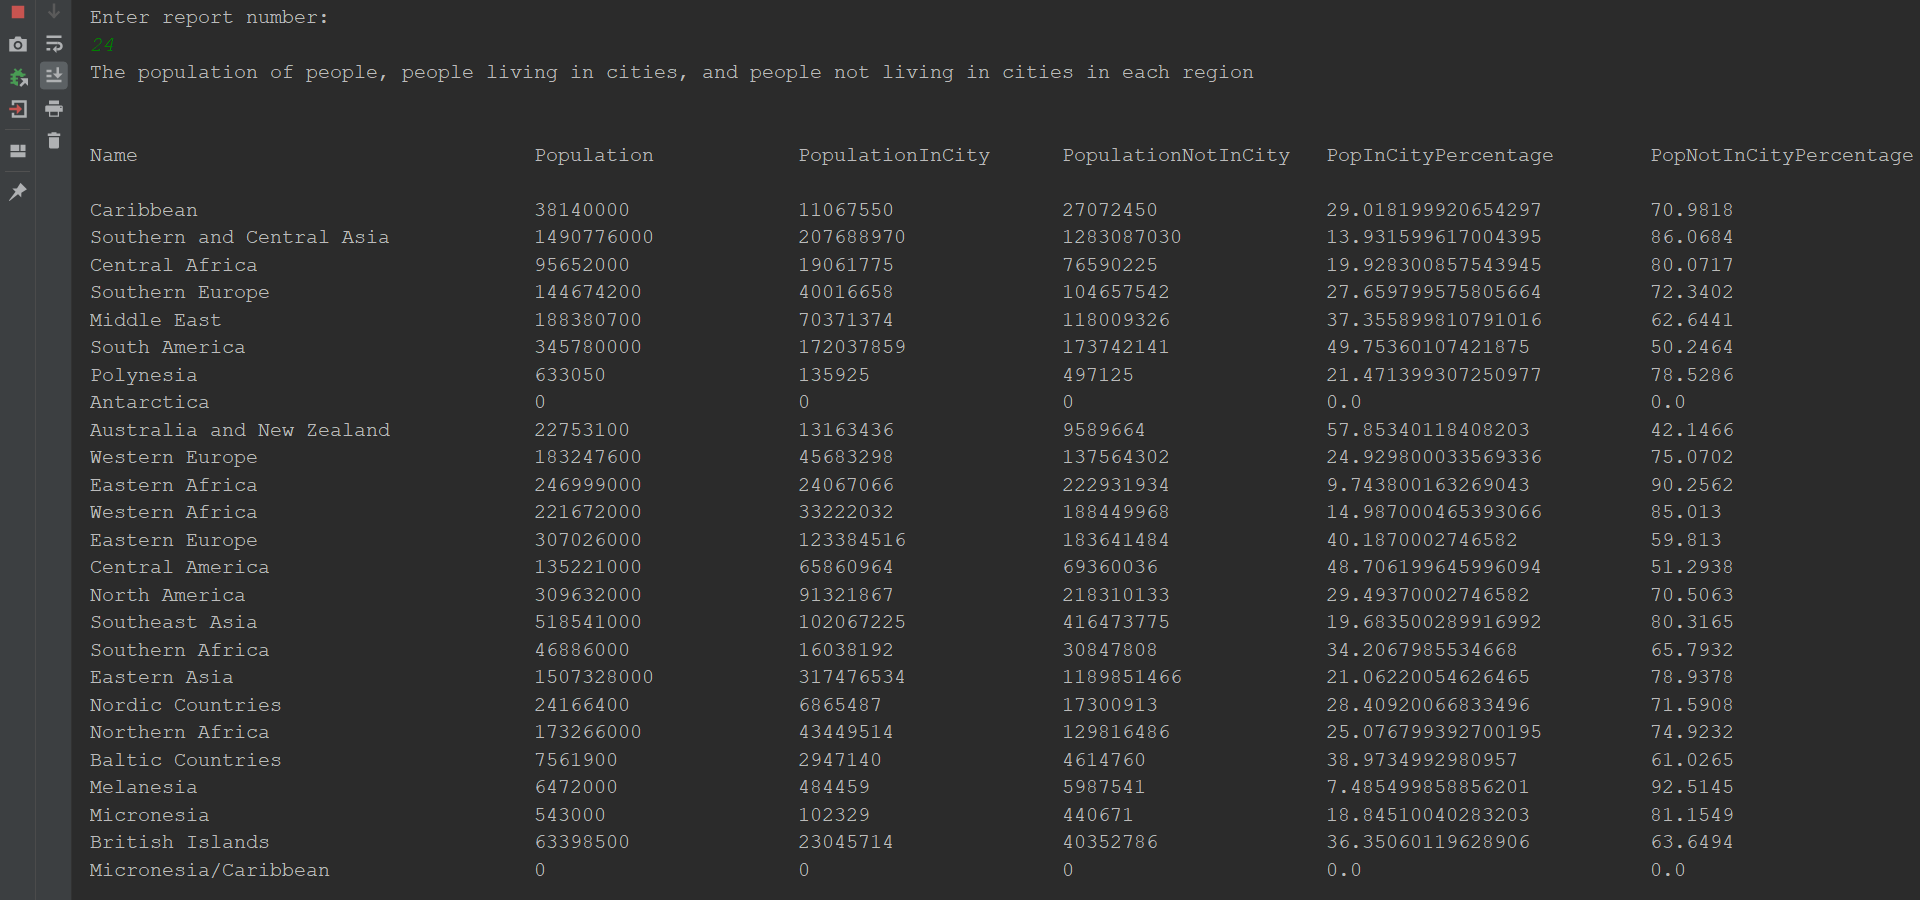 Enter report number:
24
The population of people, people living in cities, and people not living in cities in each region
Name Population PopulationInCity PopulationNotInCity PopInCityPercentage PopNotInCityPercentage
Caribbean 38140000 11067550 27072450 29.018199920654297 70.9818
Southern and Central Asia 1490776000 207688970 1283087030 13.931599617004395 86.0684
Central Africa 95652000 19061775 76590225 19.928300857543945 80.0717
Southern Europe 144674200 40016658 104657542 27.659799575805664 72.3402
Middle East 188380700 70371374 118009326 37.355899810791016 62.6441
South America 345780000 172037859 173742141 49.75360107421875 50.2464
Polynesia 633050 135925 497125 21.471399307250977 78.5286
Antarctica 0 0 0 0.0 0.0
Australia and New Zealand 22753100 13163436 9589664 57.85340118408203 42.1466
Western Europe 183247600 45683298 137564302 24.929800033569336 75.0702
Eastern Africa 246999000 24067066 222931934 9.743800163269043 90.2562
Western Africa 221672000 33222032 188449968 14.987000465393066 85.013
Eastern Europe 307026000 123384516 183641484 40.1870002746582 59.813
Central America 135221000 65860964 69360036 48.706199645996094 51.2938
North America 309632000 91321867 218310133 29.49370002746582 70.5063
Southeast Asia 518541000 102067225 416473775 19.683500289916992 80.3165
Southern Africa 46886000 16038192 30847808 34.2067985534668 65.7932
Eastern Asia 1507328000 317476534 1189851466 21.06220054626465 78.9378
Nordic Countries 24166400 6865487 17300913 28.40920066833496 71.5908
Northern Africa 173266000 43449514 129816486 25.076799392700195 74.9232
Baltic Countries 7561900 2947140 4614760 38.9734992980957 61.0265
Melanesia 6472000 484459 5987541 7.485499858856201 92.5145
Micronesia 543000 102329 440671 18.84510040283203 81.1549
British Islands 63398500 23045714 40352786 36.35060119628906 63.6494
Micronesia/Caribbean 0 0 0 0.0 0.0